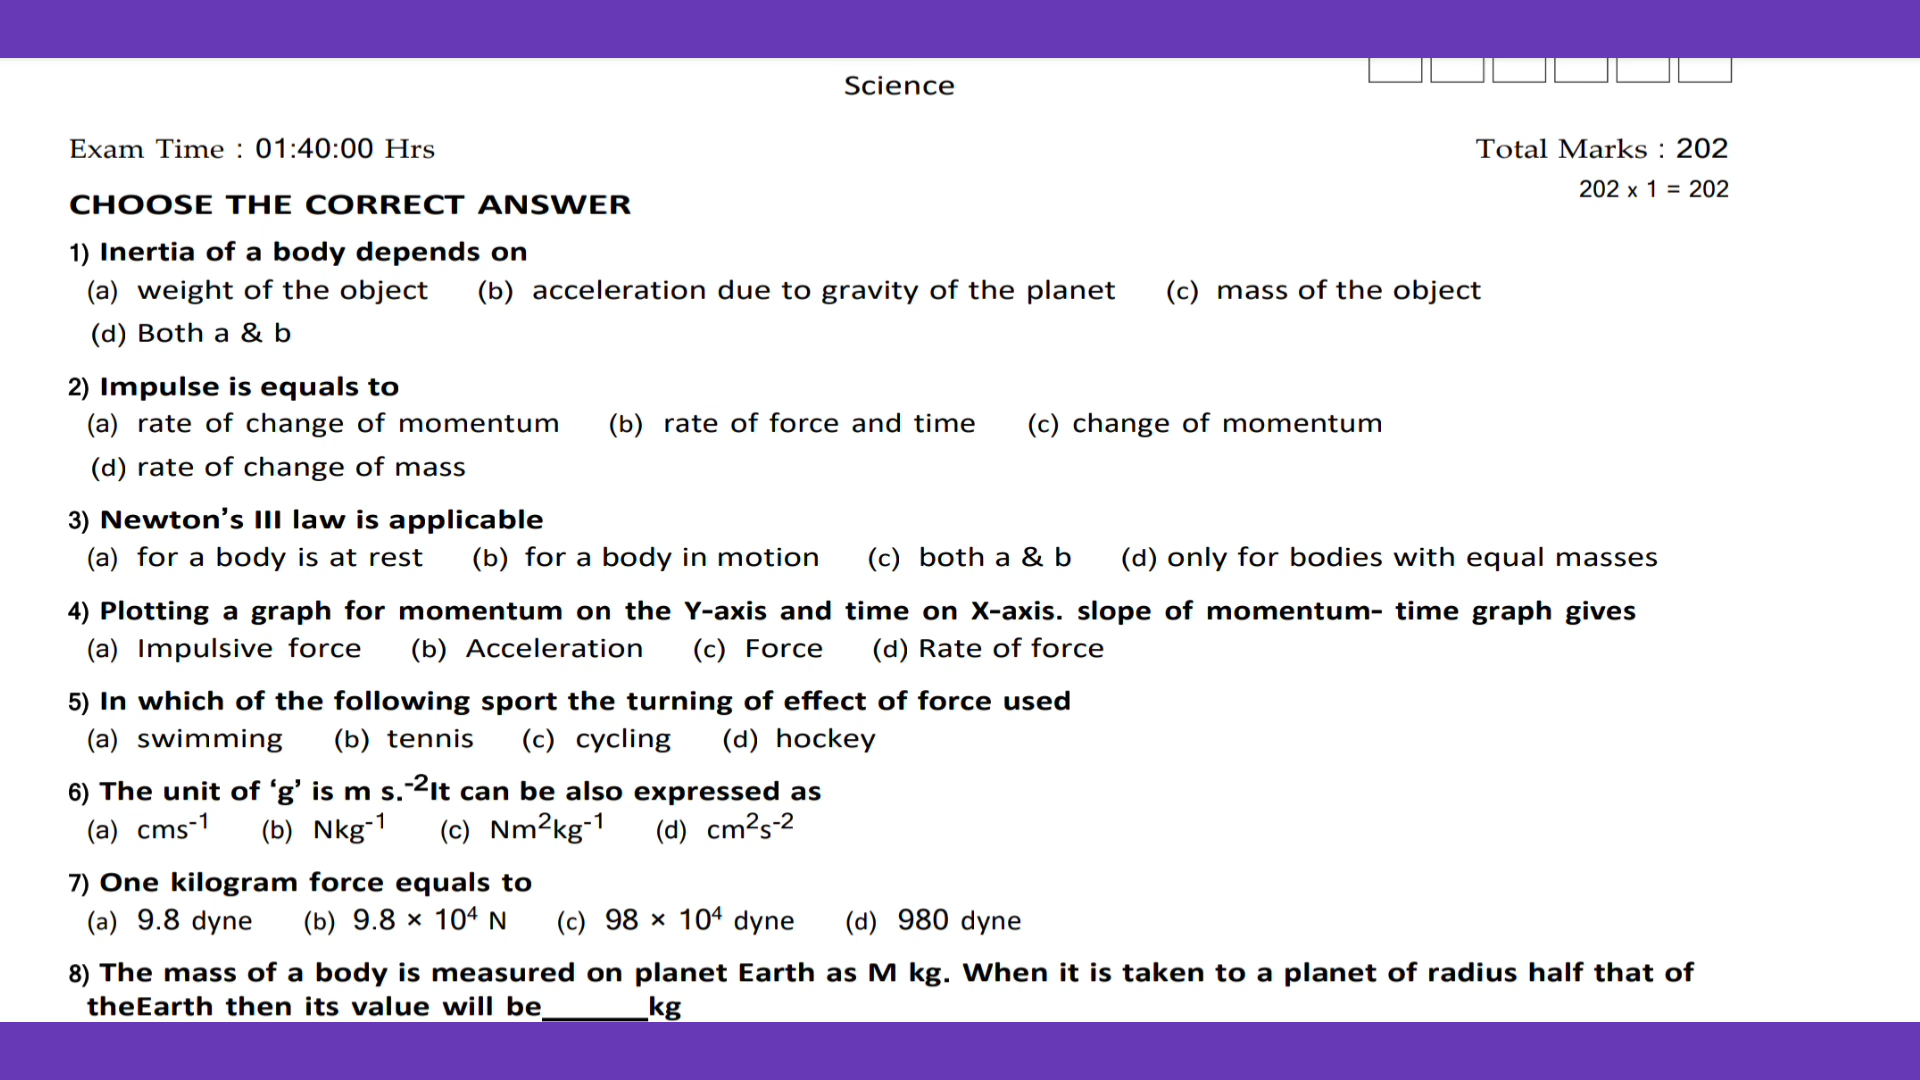 Science
Exam Time : 01:40:00 Hrs
Total Marks : 202
202 x 1 = 202
CHOOSE THE CORRECT ANSWER
1) Inertia of a body depends on
(a) weight of the object (b) acceleration due to gravity of the planet (c) mass of the object
(d) Both a & b
2) Impulse is equals to
(a) rate of change of momentum (b) rate of force and time (c) change of momentum
(d) rate of change of mass
3) Newton’s III law is applicable
(a) for a body is at rest (b) for a body in motion (c) both a & b (d) only for bodies with equal masses
4) Plotting a graph for momentum on the Y-axis and time on X-axis. slope of momentum- time graph gives
(a) Impulsive force (b) Acceleration (c) Force (d) Rate of force
5) In which of the following sport the turning of effect of force used
(a) swimming (b) tennis (c) cycling (d) hockey
6) The unit of ‘g’ is m s.⁻²It can be also expressed as
(a) cms⁻¹ (b) Nkg⁻¹ (c) Nm²kg⁻¹ (d) cm²s⁻²
7) One kilogram force equals to
(a) 9.8 dyne (b) 9.8 × 10⁴ N (c) 98 × 10⁴ dyne (d) 980 dyne
8) The mass of a body is measured on planet Earth as M kg. When it is taken to a planet of radius half that of
theEarth then its value will be______kg